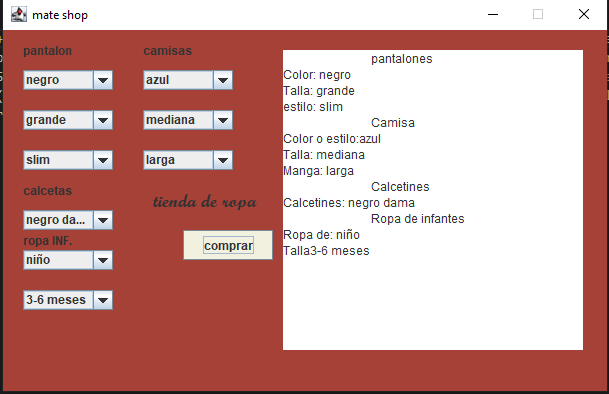 mate shop
pantalon
camisas
negro
azul
grande
mediana
slim
larga
calcetas
negro da...
ropa INF.
niño
3-6 meses
tienda de ropa
comprar
pantalones
Color: negro
Talla: grande
estilo: slim
Camisa
Color o estilo:azul
Talla: mediana
Manga: larga
Calcetines
Calcetines: negro dama
Ropa de infantes
Ropa de: niño
Talla3-6 meses